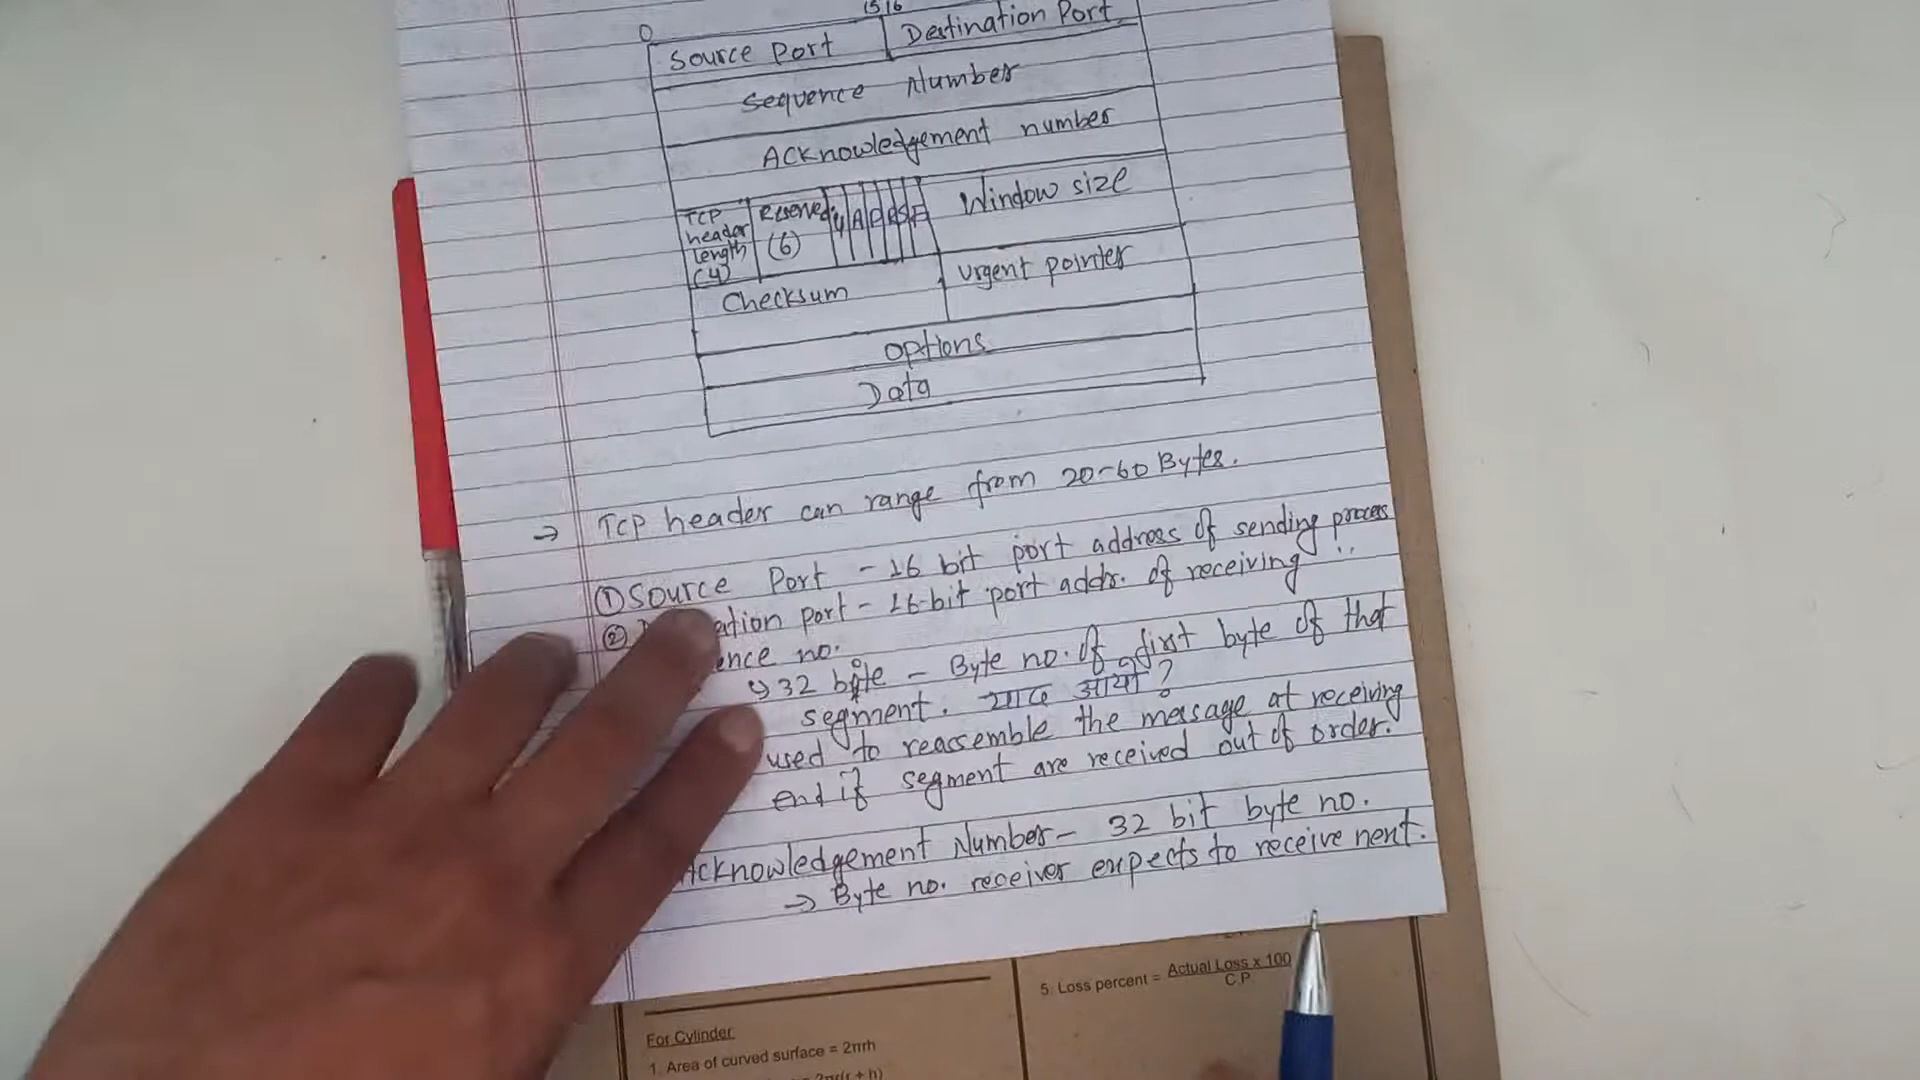 0
15 16
Source Port
Destination Port
Sequence Number
Acknowledgement number
TCP header length (4)
Reserved (6)
U A P R S F
Window size
Checksum
Urgent pointer
options
Data
→ TCP header can range from 20-60 Bytes.
① Source Port - 16 bit port address of sending process
② ation port - 16-bit port addr. of receiving "
ence no.
↳ 32 bite - Byte no. of first byte of that
segment. आयो?
used to reassemble the message at receiving
end if segment are received out of order.
Acknowledgement Number - 32 bit byte no.
→ Byte no. receiver expects to receive next.
5. Loss percent = Actual Loss x 100 / C.P.
For Cylinder
1. Area of curved surface = 2πrh